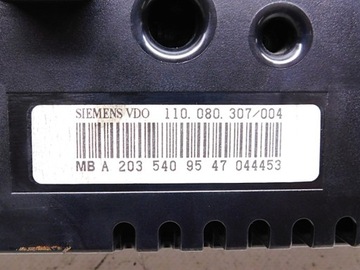 SIEMENS VDO 110.080.307/004
MB A 203 540 95 47 044453